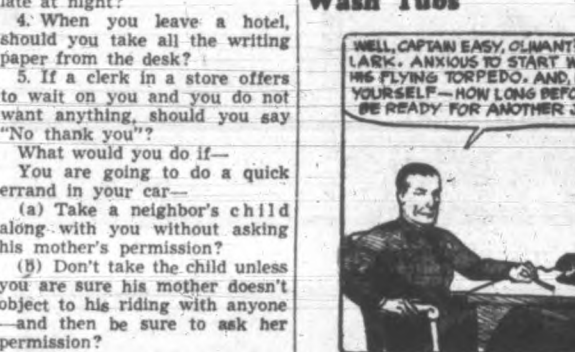 late at night?
4. When you leave a hotel,
should you take all the writing
paper from the desk?
5. If a clerk in a store offers
to wait on you and you do not
want anything, should you say
"No thank you"?
What would you do if—
You are going to do a quick
errand in your car—
(a) Take a neighbor's child
along with you without asking
his mother's permission?
(b) Don't take the child unless
you are sure his mother doesn't
object to his riding with anyone
—and then be sure to ask her
permission?
Wash Tubs
WELL, CAPTAIN EASY, OLIVANT
LARK. ANXIOUS TO START
HIS FLYING TORPEDO. AND,
YOURSELF—HOW LONG
BE READY FOR ANOTHER